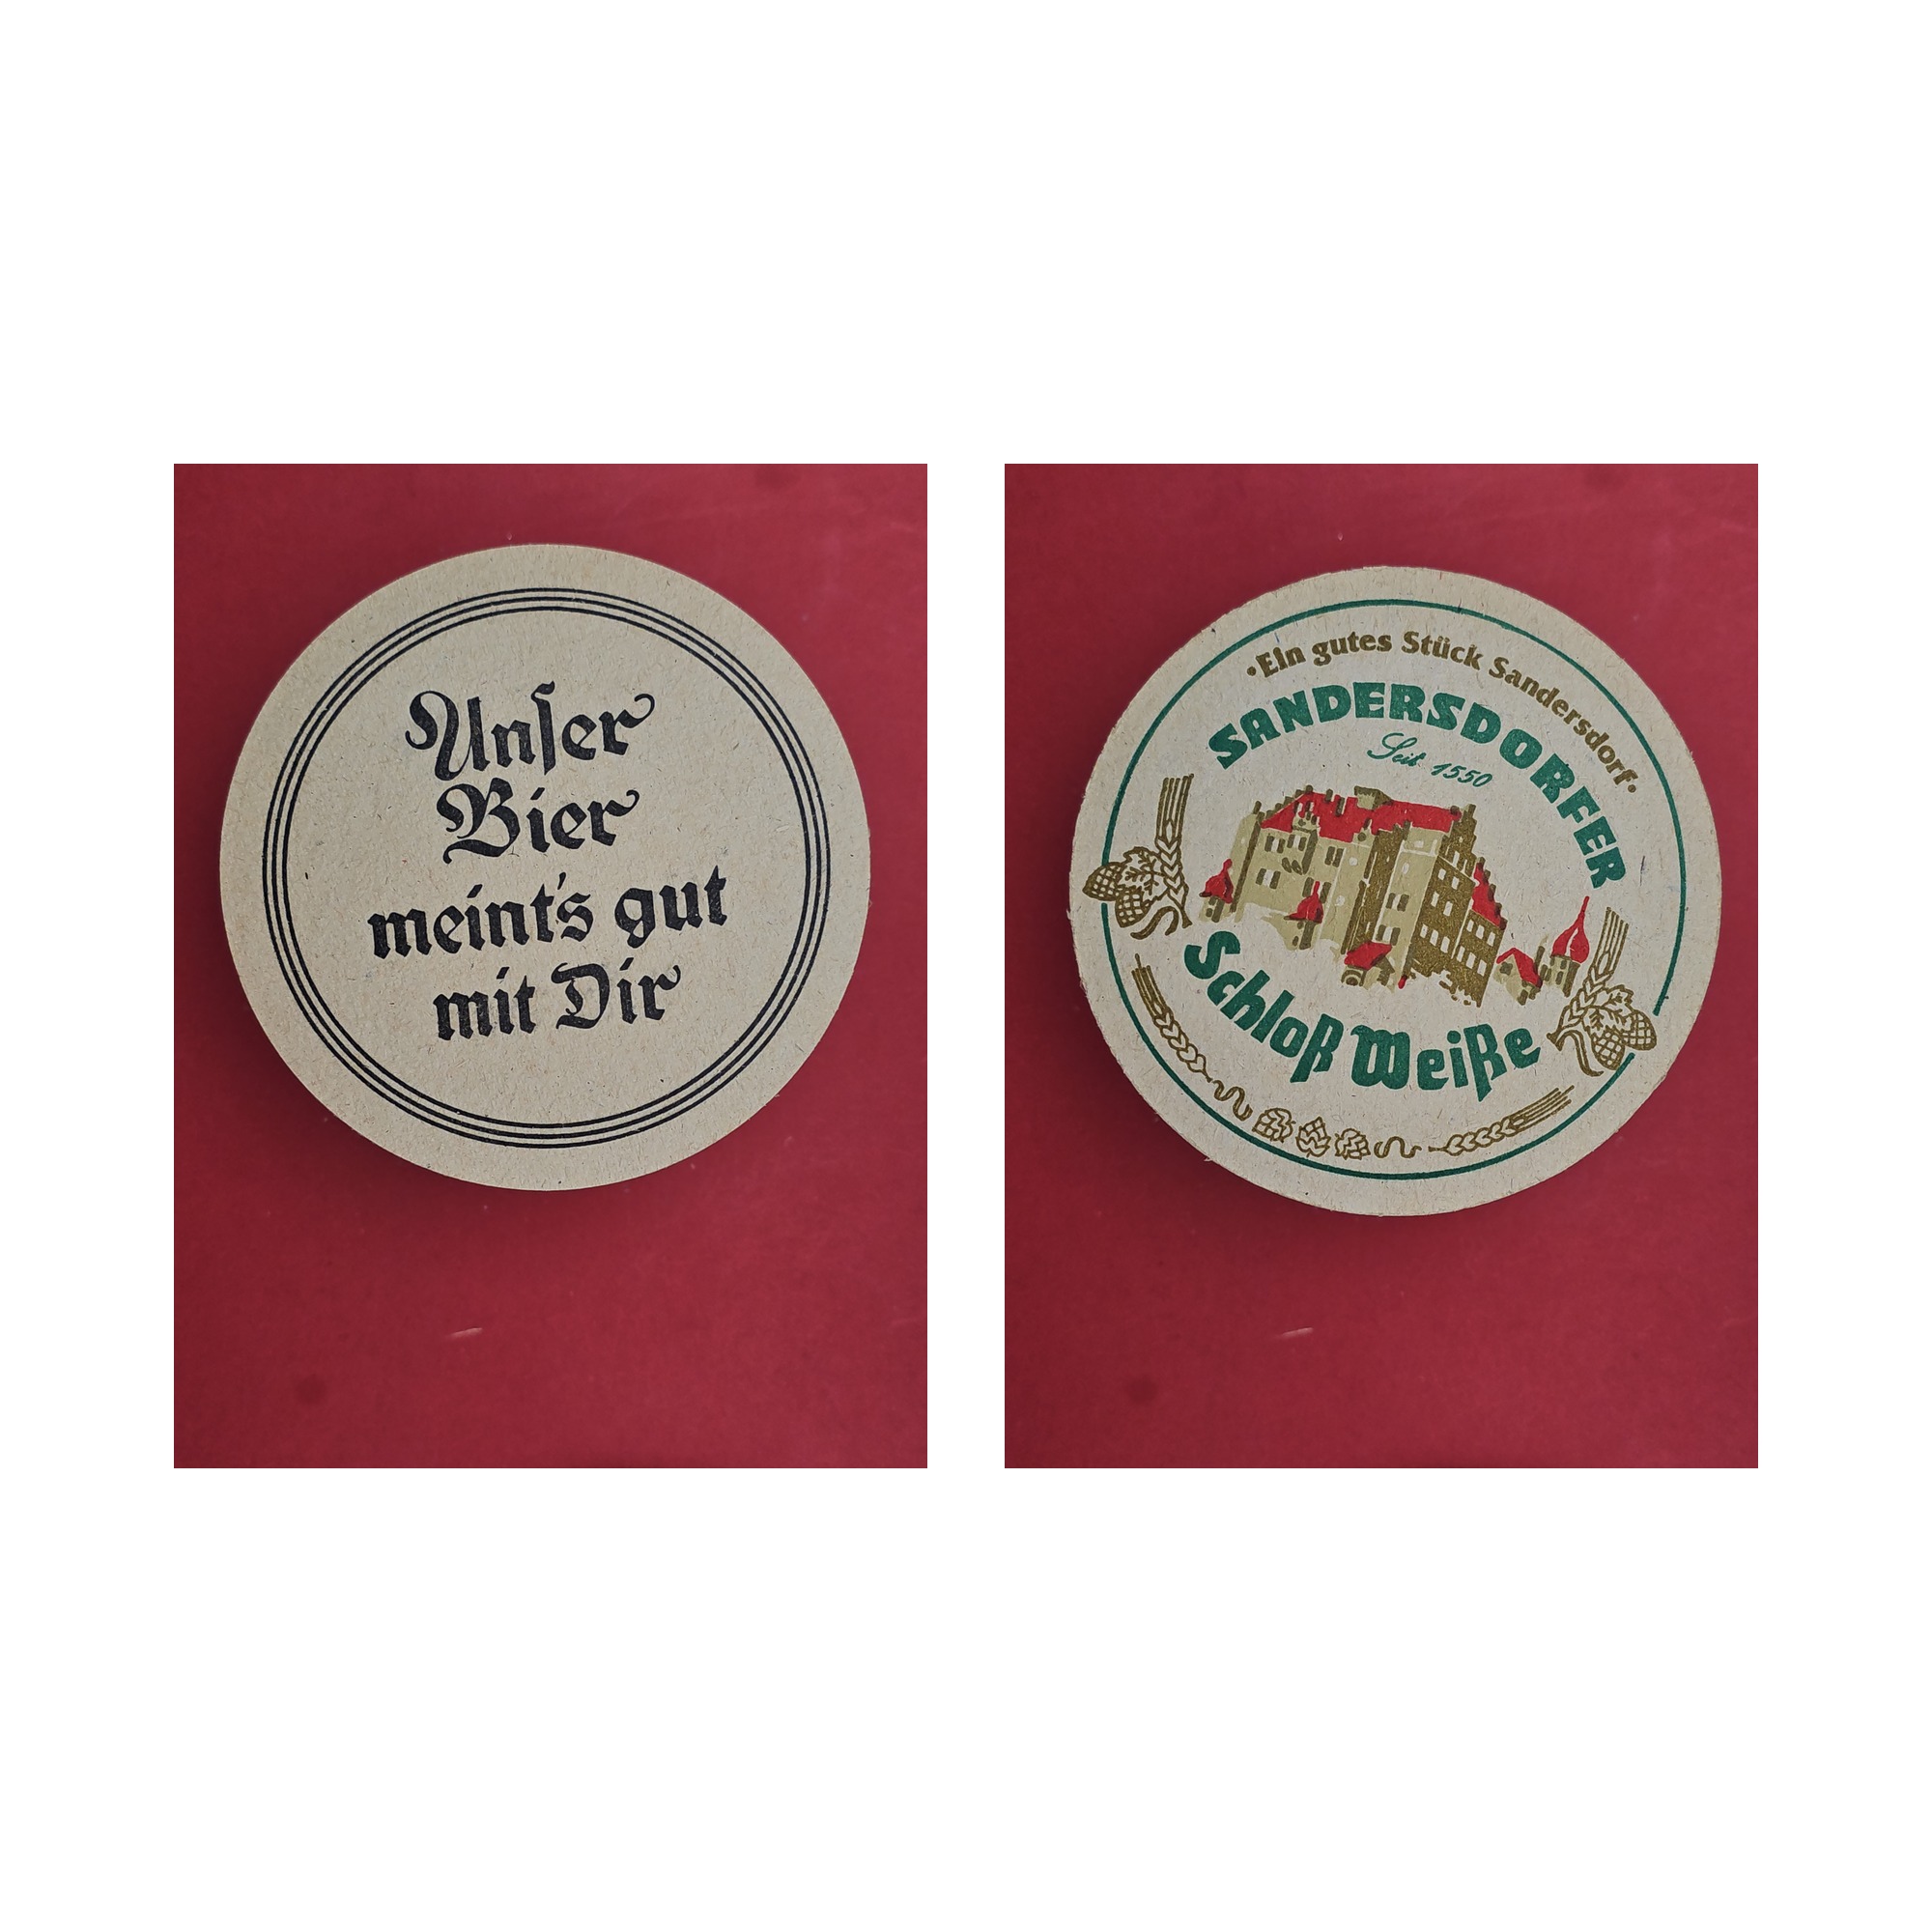 Unſer
Bier
meint's gut
mit Dir
·Ein gutes Stück Sandersdorf·
SANDERSDORFER
Seit 1550
Schloß Weiße